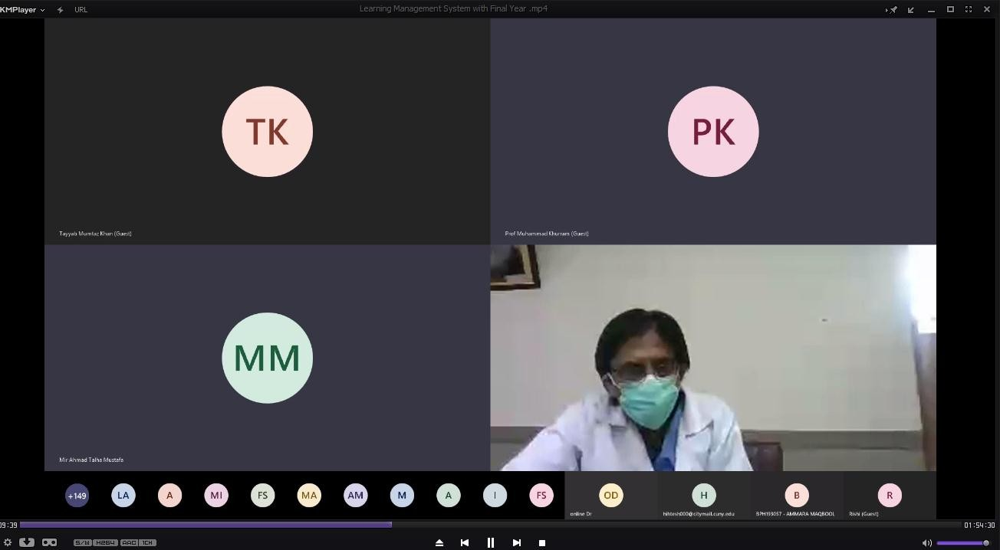 KMPlayer URL Learning Management System with Final Year .mp4
TK
PK
Tayyab Mumtaz Khan (Guest)
Prof Muhammad Khurram (Guest)
MM
Mir Ahmad Talha Mustafa
+149 LA A MI FS MA AM M A I FS OD H B R
online Dr hihtesh000@citymail.cuny.edu BPH193057 - AMMARA MAQBOOL Rishi (Guest)
09:39 01:54:30
S/W H264 AAC 1CH